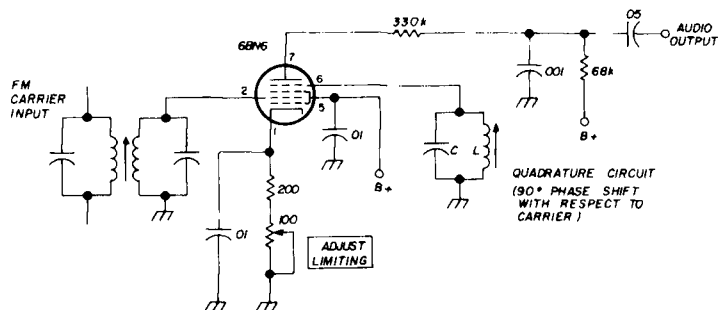 330k
.05
AUDIO
OUTPUT
6BN6
7
6
FM
CARRIER
INPUT
2
5
.001
68k
1
.01
C L
B+
B+
QUADRATURE CIRCUIT
(90° PHASE SHIFT
WITH RESPECT TO
CARRIER)
200
.01
100
ADJUST
LIMITING